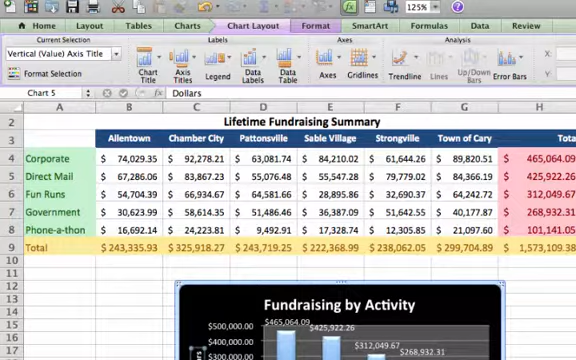 125%
Home Layout Tables Charts Chart Layout Format SmartArt Formulas Data Review
Current Selection Labels Axes Analysis
Vertical (Value) Axis Title
Format Selection
Chart Title Axis Titles Legend Data Labels Data Table Axes Gridlines Trendline Lines Up/Down Bars Error Bars
X:
Y:
Chart 5 fx Dollars
A B C D E F G H
2 Lifetime Fundraising Summary
3 Allentown Chamber City Pattonsville Sable Village Strongville Town of Cary Tota
4 Corporate $ 74,029.35 $ 92,278.21 $ 63,081.74 $ 84,210.02 $ 61,644.26 $ 89,820.51 $ 465,064.09
5 Direct Mail $ 67,286.06 $ 83,867.23 $ 55,076.48 $ 55,547.28 $ 79,779.02 $ 84,366.19 $ 425,922.26
6 Fun Runs $ 54,704.39 $ 66,934.67 $ 64,581.66 $ 28,895.86 $ 32,690.37 $ 64,242.72 $ 312,049.67
7 Government $ 30,623.99 $ 58,614.35 $ 51,486.46 $ 36,387.09 $ 51,642.55 $ 40,177.87 $ 268,932.31
8 Phone-a-thon $ 16,692.14 $ 24,223.81 $ 9,492.91 $ 17,328.74 $ 12,305.85 $ 21,097.60 $ 101,141.05
9 Total $ 243,335.93 $ 325,918.27 $ 243,719.25 $ 222,368.99 $ 238,062.05 $ 299,704.89 $ 1,573,109.38
10
11
12
13 Fundraising by Activity
14
15 $500,000.00 $465,064.09 $425,922.26
16 $400,000.00 $312,049.67
17 $300,000.00 $268,932.31